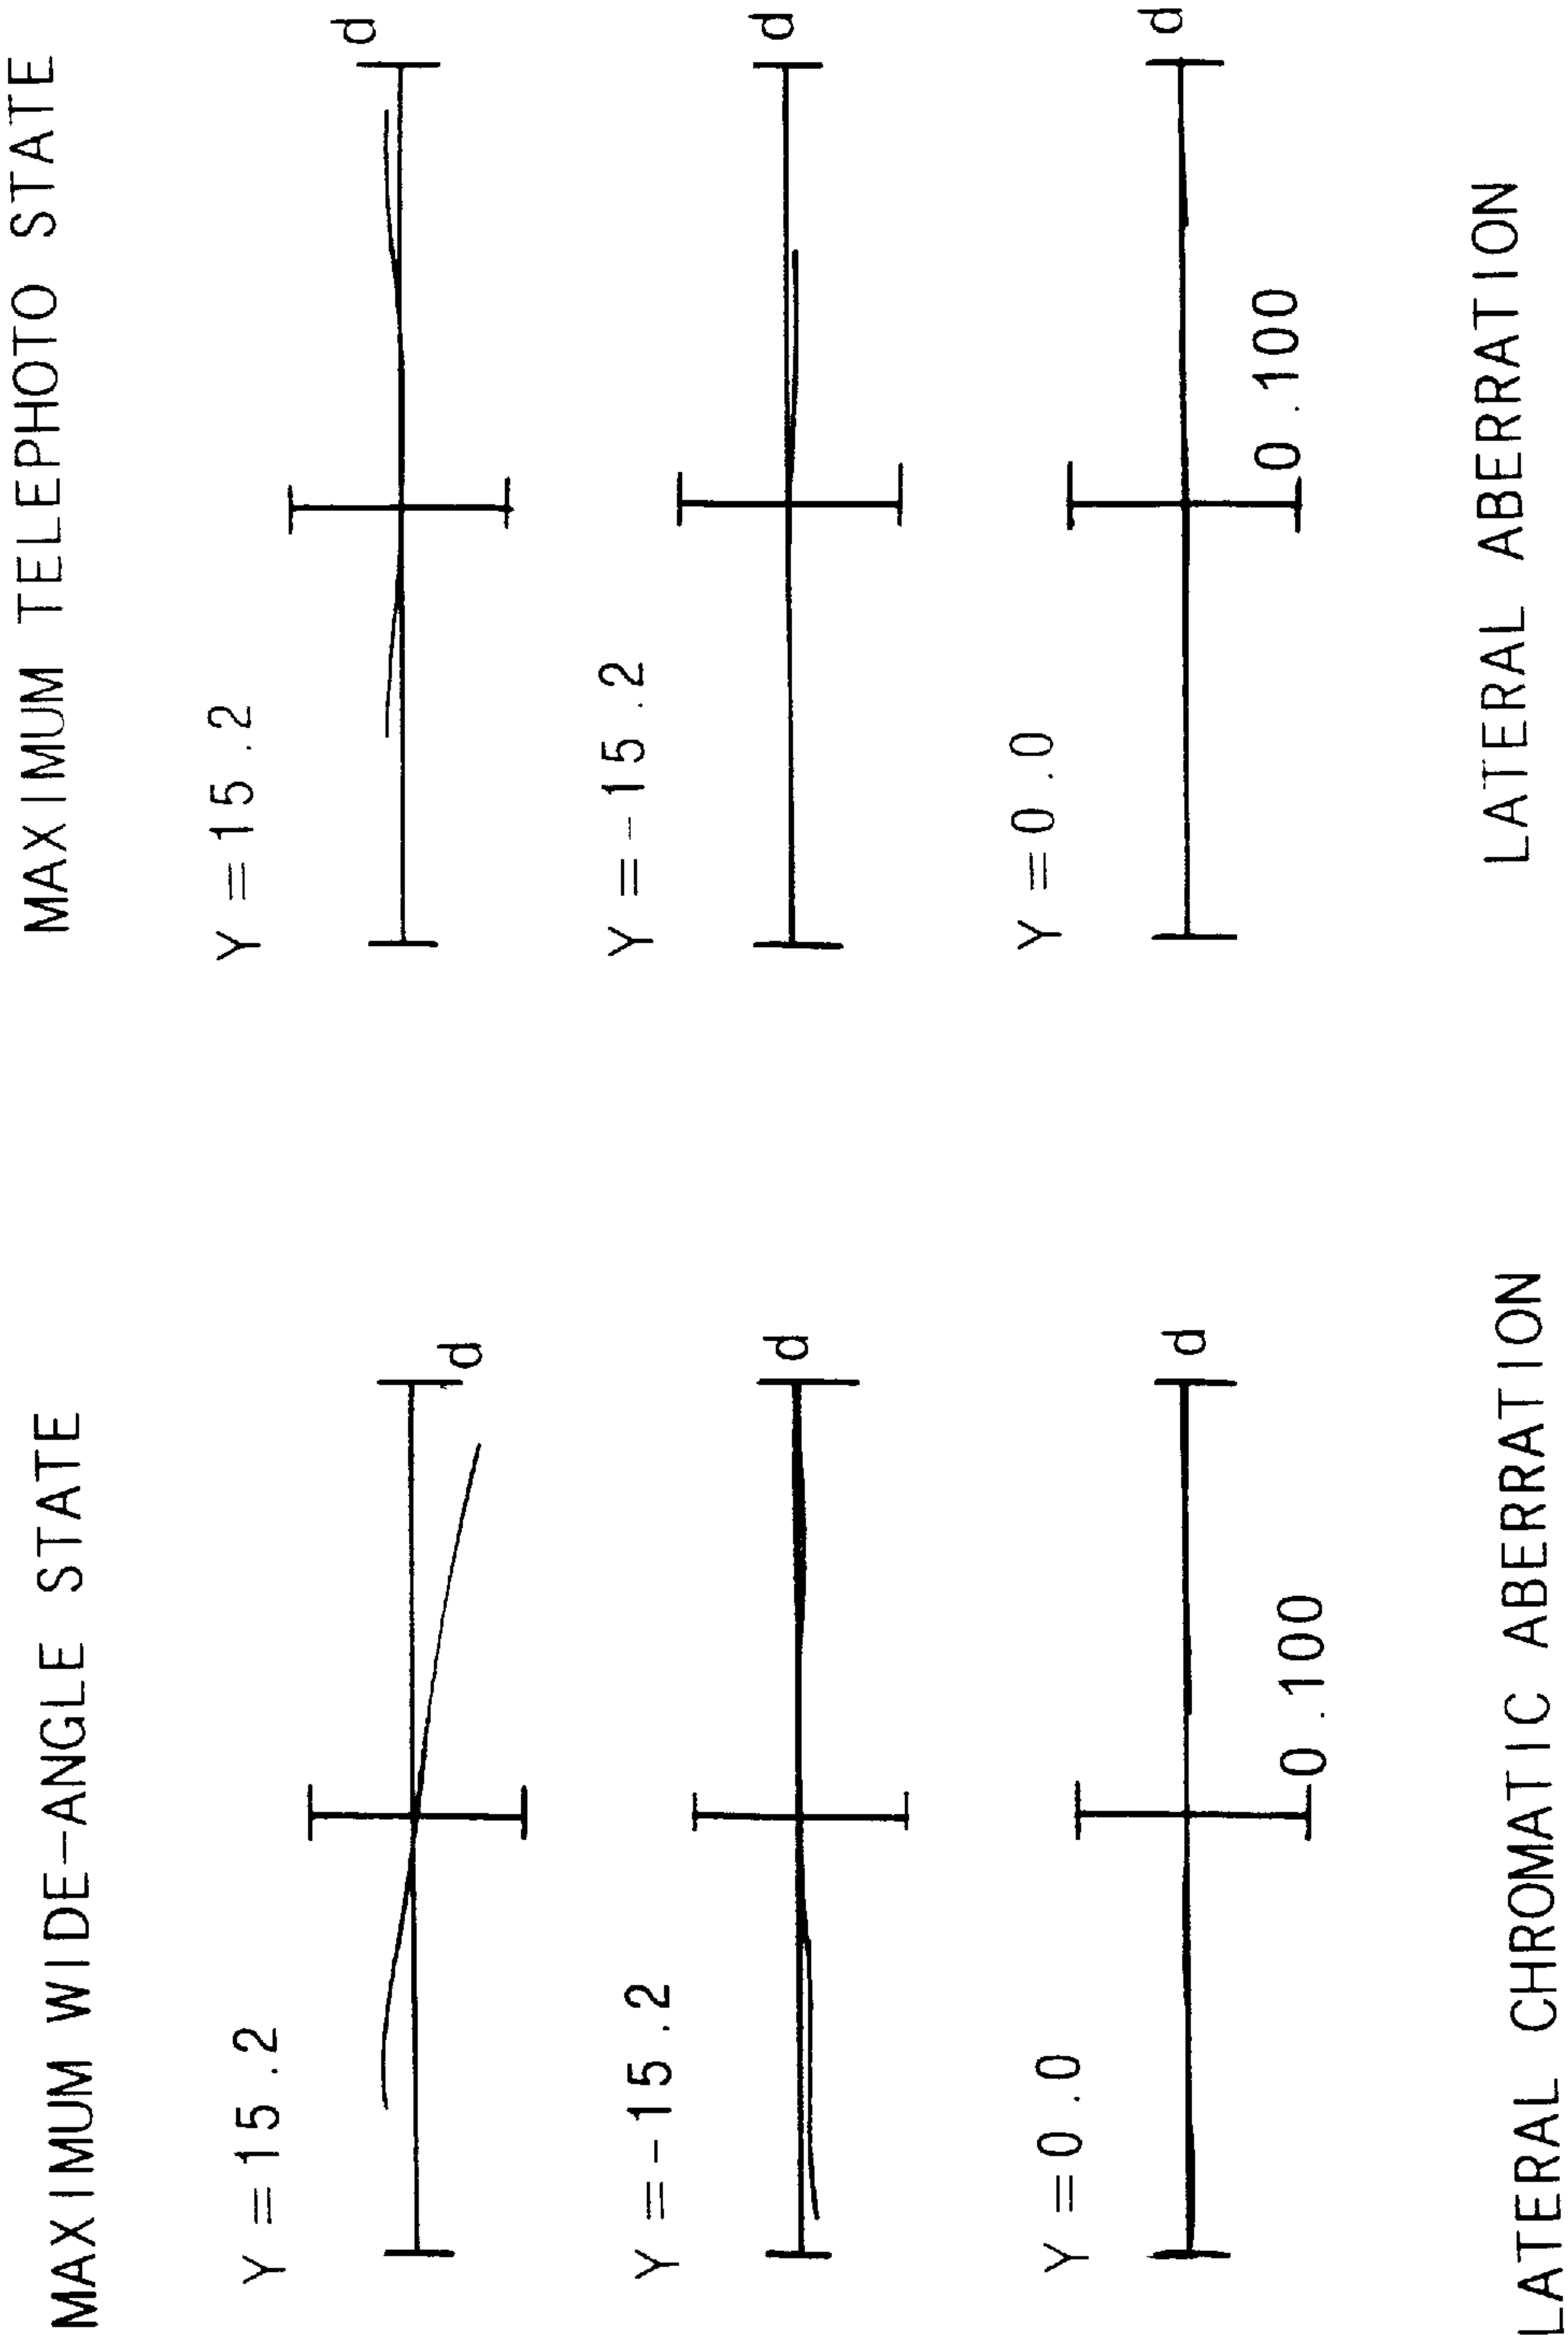 MAXIMUM WIDE-ANGLE STATE
Y=15.2
d
Y=-15.2
d
Y=0.0
d
0.100
LATERAL CHROMATIC ABERRATION
MAXIMUM TELEPHOTO STATE
Y=15.2
d
Y=-15.2
d
Y=0.0
d
0.100
LATERAL ABERRATION